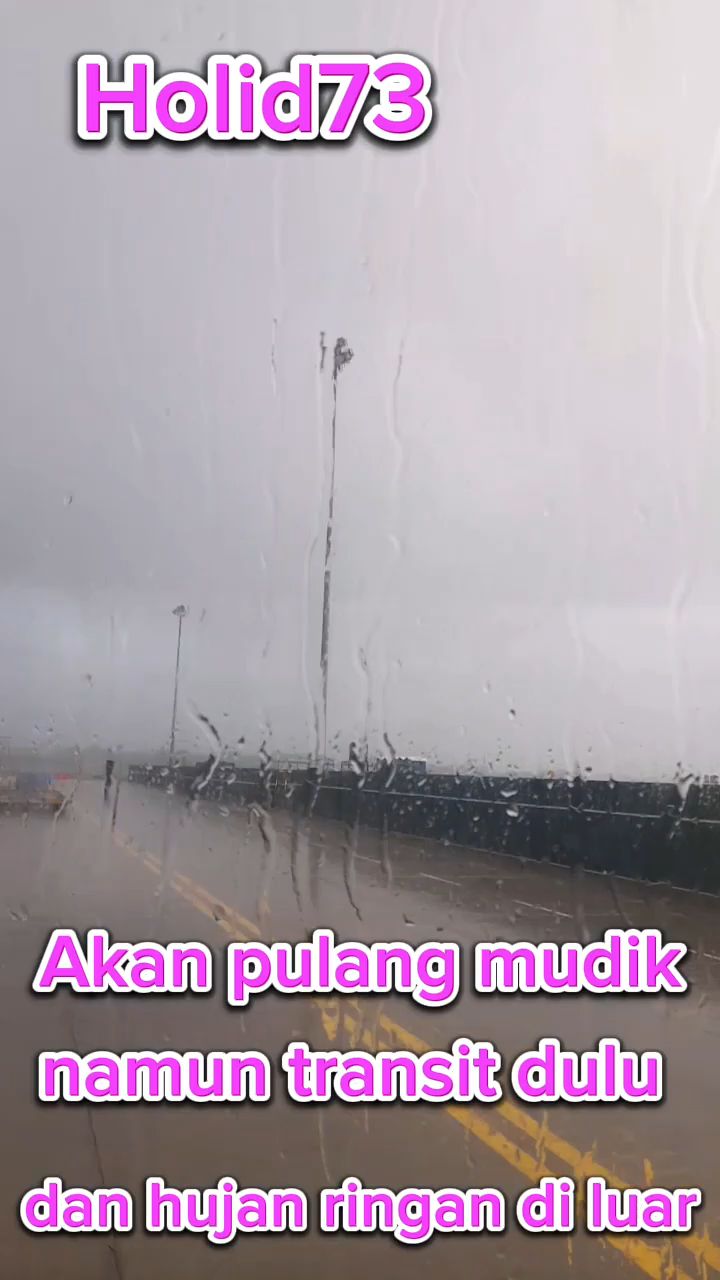 Holid73
Akan pulang mudik
namun transit dulu
dan hujan ringan di luar